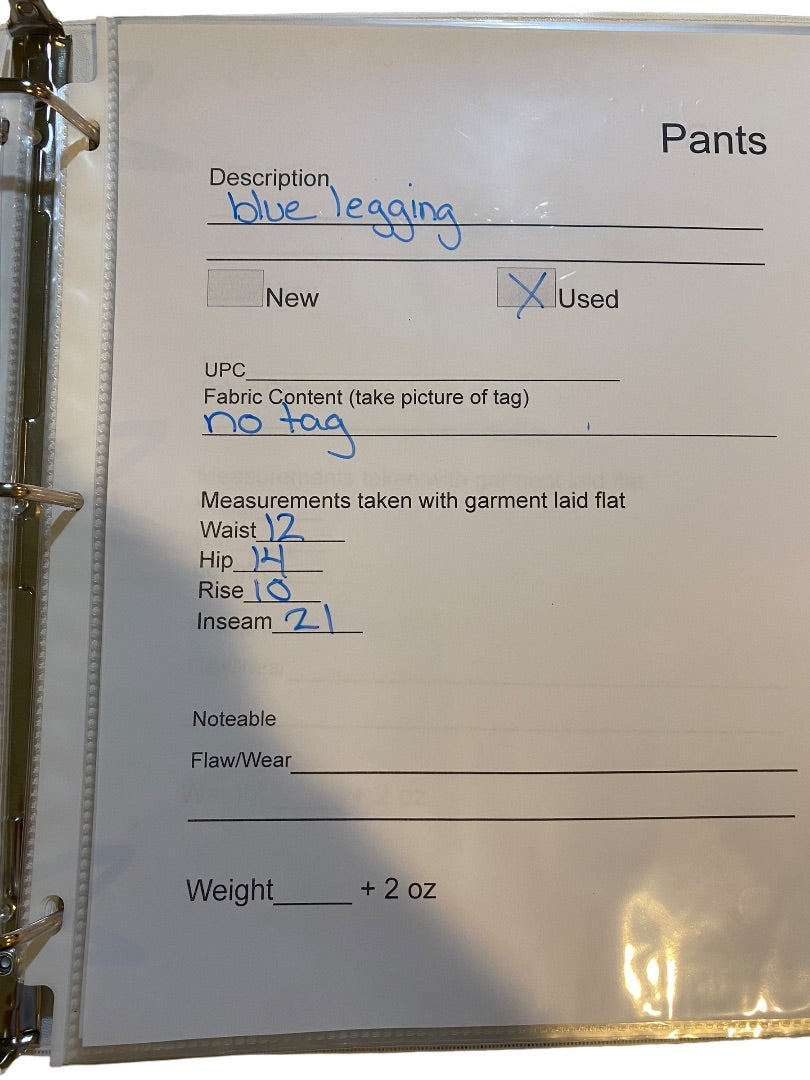 Pants
Description
blue legging
New
X Used
UPC
Fabric Content (take picture of tag)
no tag
Measurements taken with garment laid flat
Waist 12
Hip 14
Rise 10
Inseam 21
Noteable
Flaw/Wear
Weight + 2 oz